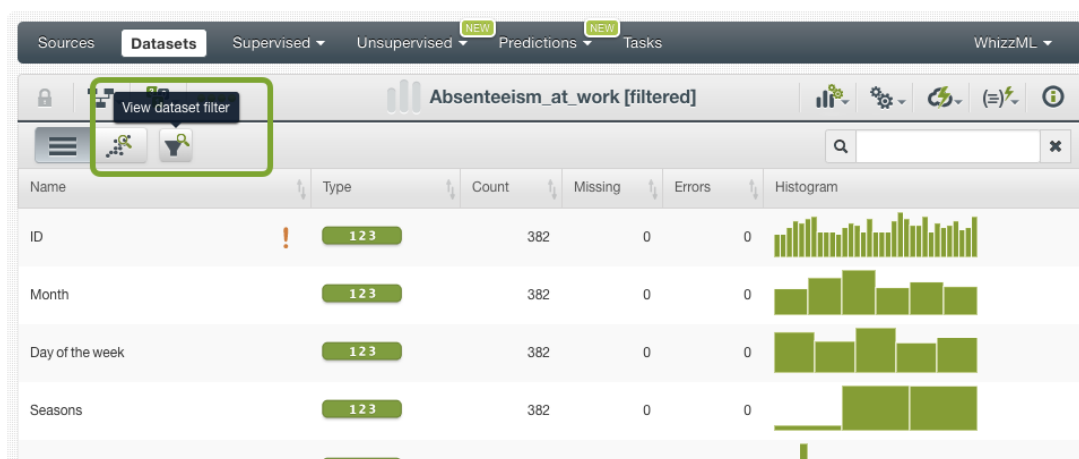 NEW NEW
Sources Datasets Supervised Unsupervised Predictions Tasks WhizzML
View dataset filter
Absenteeism_at_work [filtered]
Name Type Count Missing Errors Histogram
ID ! 123 382 0 0
Month 123 382 0 0
Day of the week 123 382 0 0
Seasons 123 382 0 0